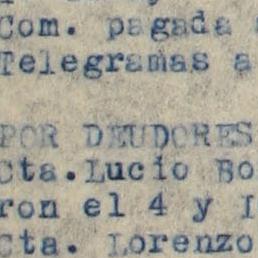 Com. pagada
Telegramas a
POR DEUDORES
Cta. Lucio Bo
ron el 4 y I
Cta. Lorenzo